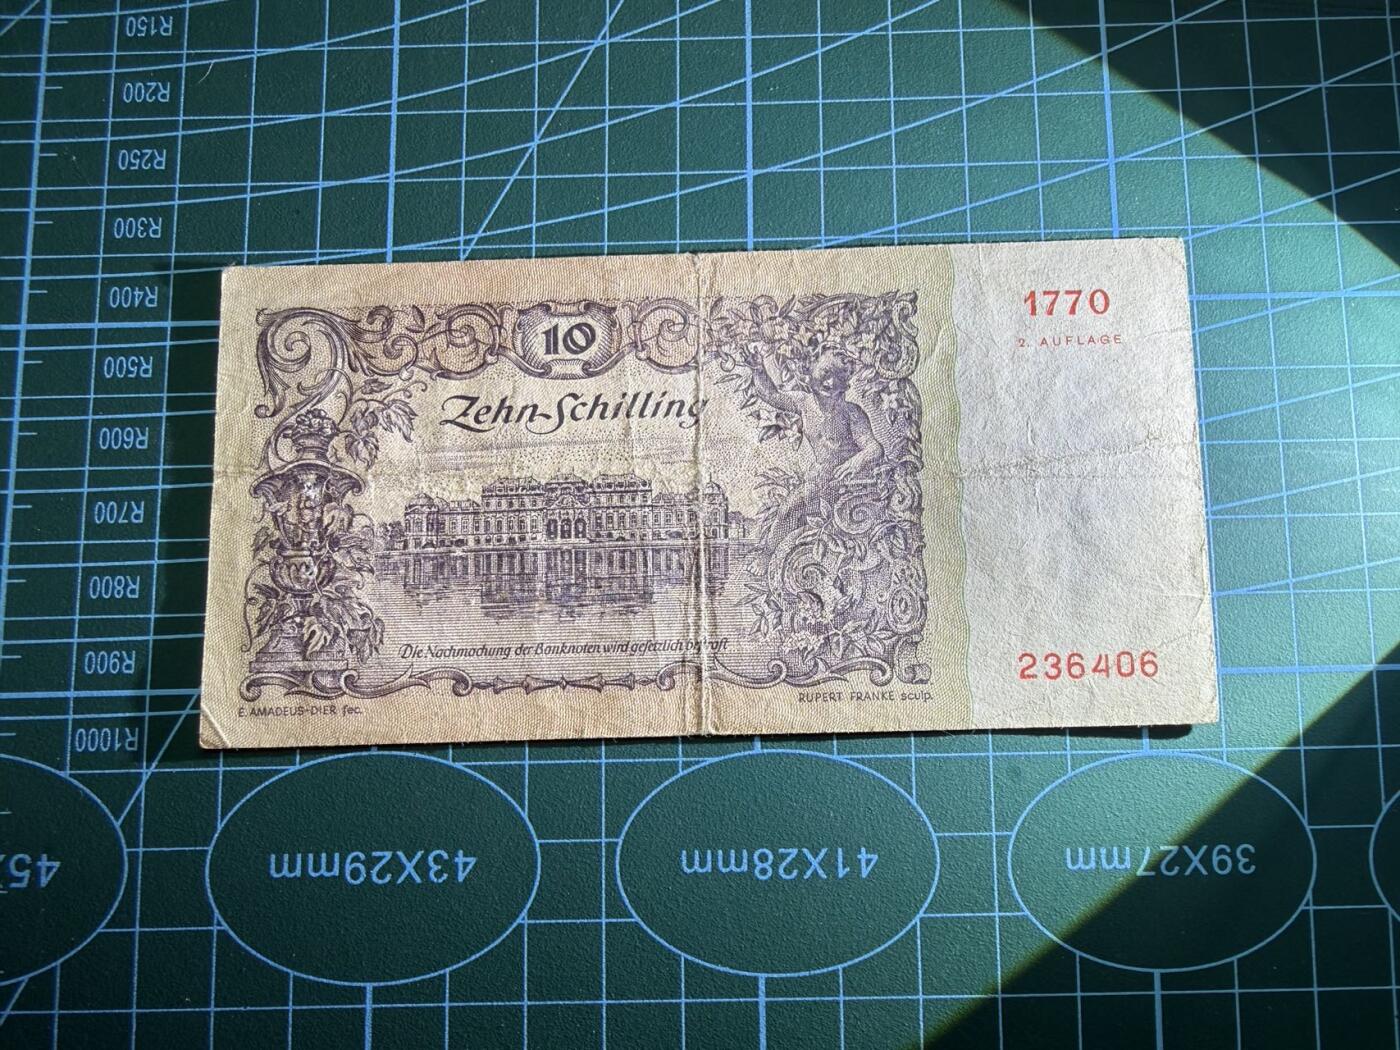 R150
R200
R250
R300
R400
R500
R600
R700
R800
R900
R1000
10
Zehn Schilling
Die Nachmachung der Banknoten wird gesetzlich bestraft
E. AMADEUS-DIER fec.
RUPERT FRANKE sculp.
1770
2. AUFLAGE
236406
43X29mm
41X28mm
39X27mm